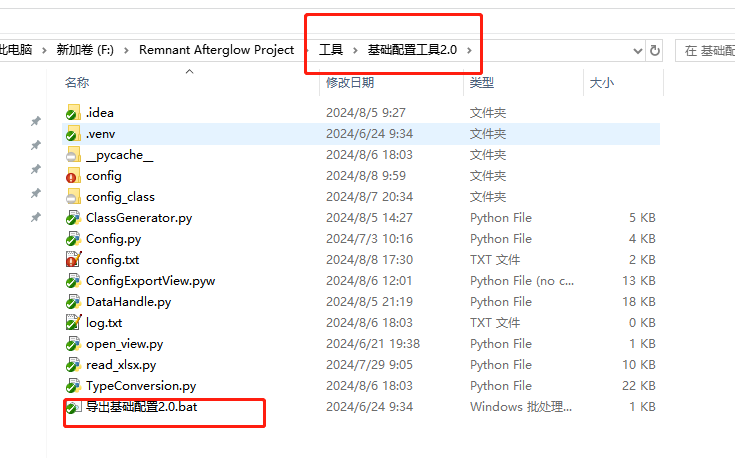 此电脑 > 新加卷 (F:) > Remnant Afterglow Project > 工具 > 基础配置工具2.0 > 在 基础配
名称 修改日期 类型 大小
.idea 2024/8/5 9:27 文件夹
.venv 2024/6/24 9:34 文件夹
__pycache__ 2024/8/6 18:03 文件夹
config 2024/8/8 9:59 文件夹
config_class 2024/8/7 20:34 文件夹
ClassGenerator.py 2024/8/5 14:27 Python File 5 KB
Config.py 2024/7/3 10:16 Python File 4 KB
config.txt 2024/8/8 17:30 TXT 文件 2 KB
ConfigExportView.pyw 2024/8/6 12:01 Python File (no c... 13 KB
DataHandle.py 2024/8/5 21:19 Python File 18 KB
log.txt 2024/8/6 18:03 TXT 文件 0 KB
open_view.py 2024/6/21 19:38 Python File 1 KB
read_xlsx.py 2024/7/29 9:05 Python File 10 KB
TypeConversion.py 2024/8/6 18:03 Python File 22 KB
导出基础配置2.0.bat 2024/6/24 9:34 Windows 批处理... 1 KB